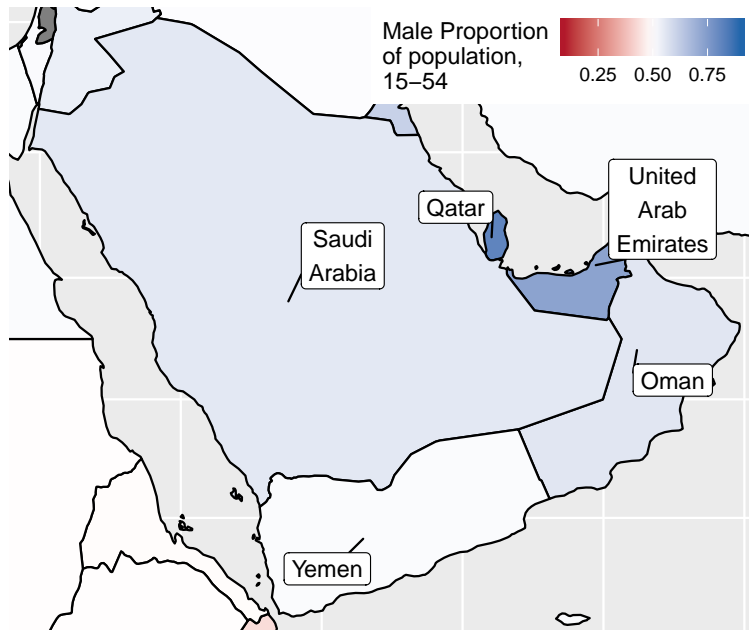 Male Proportion
of population,
15−54
0.25 0.50 0.75
United
Arab
Emirates
Qatar
Saudi
Arabia
Oman
Yemen